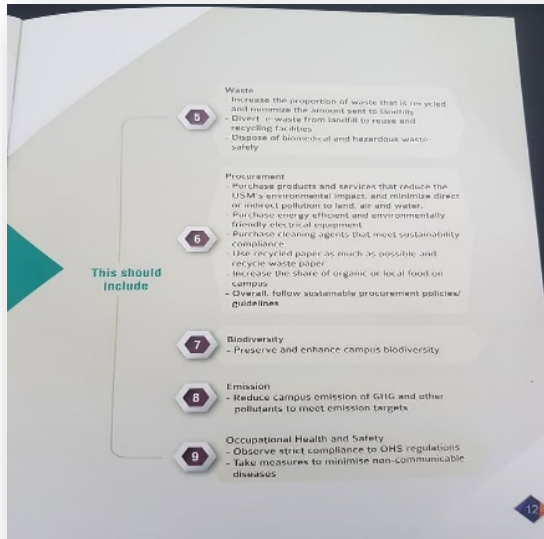 Waste
- Increase the proportion of waste that is recycled
and minimize the amount sent to landfills
- Divert e-waste from landfill to reuse and
recycling facilities
- Dispose of biomedical and hazardous waste
safely
5
Procurement
- Purchase products and services that reduce the
USM's environmental impact, and minimize direct
or indirect pollution to land, air and water.
- Purchase energy efficient and environmentally
friendly electrical equipment
- Purchase cleaning agents that meet sustainability
compliance
- Use recycled paper as much as possible and
recycle waste paper
- Increase the share of organic or local food on
campus
- Overall, follow sustainable procurement policies/
guidelines
6
This should
include
Biodiversity
- Preserve and enhance campus biodiversity
7
Emission
- Reduce campus emission of GHG and other
pollutants to meet emission targets
8
Occupational Health and Safety
- Observe strict compliance to OHS regulations
- Take measures to minimise non-communicable
diseases
9
12